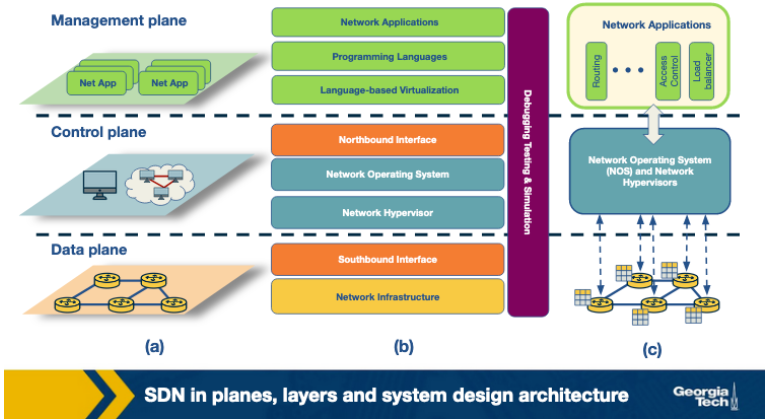 Management plane
Net App
Net App
Control plane
Data plane
(a)
Network Applications
Programming Languages
Language-based Virtualization
Northbound Interface
Network Operating System
Network Hypervisor
Southbound Interface
Network Infrastructure
Debugging Testing & Simulation
(b)
Network Applications
Routing
Access
Control
Load
balancer
Network Operating System
(NOS) and Network
Hypervisors
(c)
SDN in planes, layers and system design architecture
Georgia
Tech